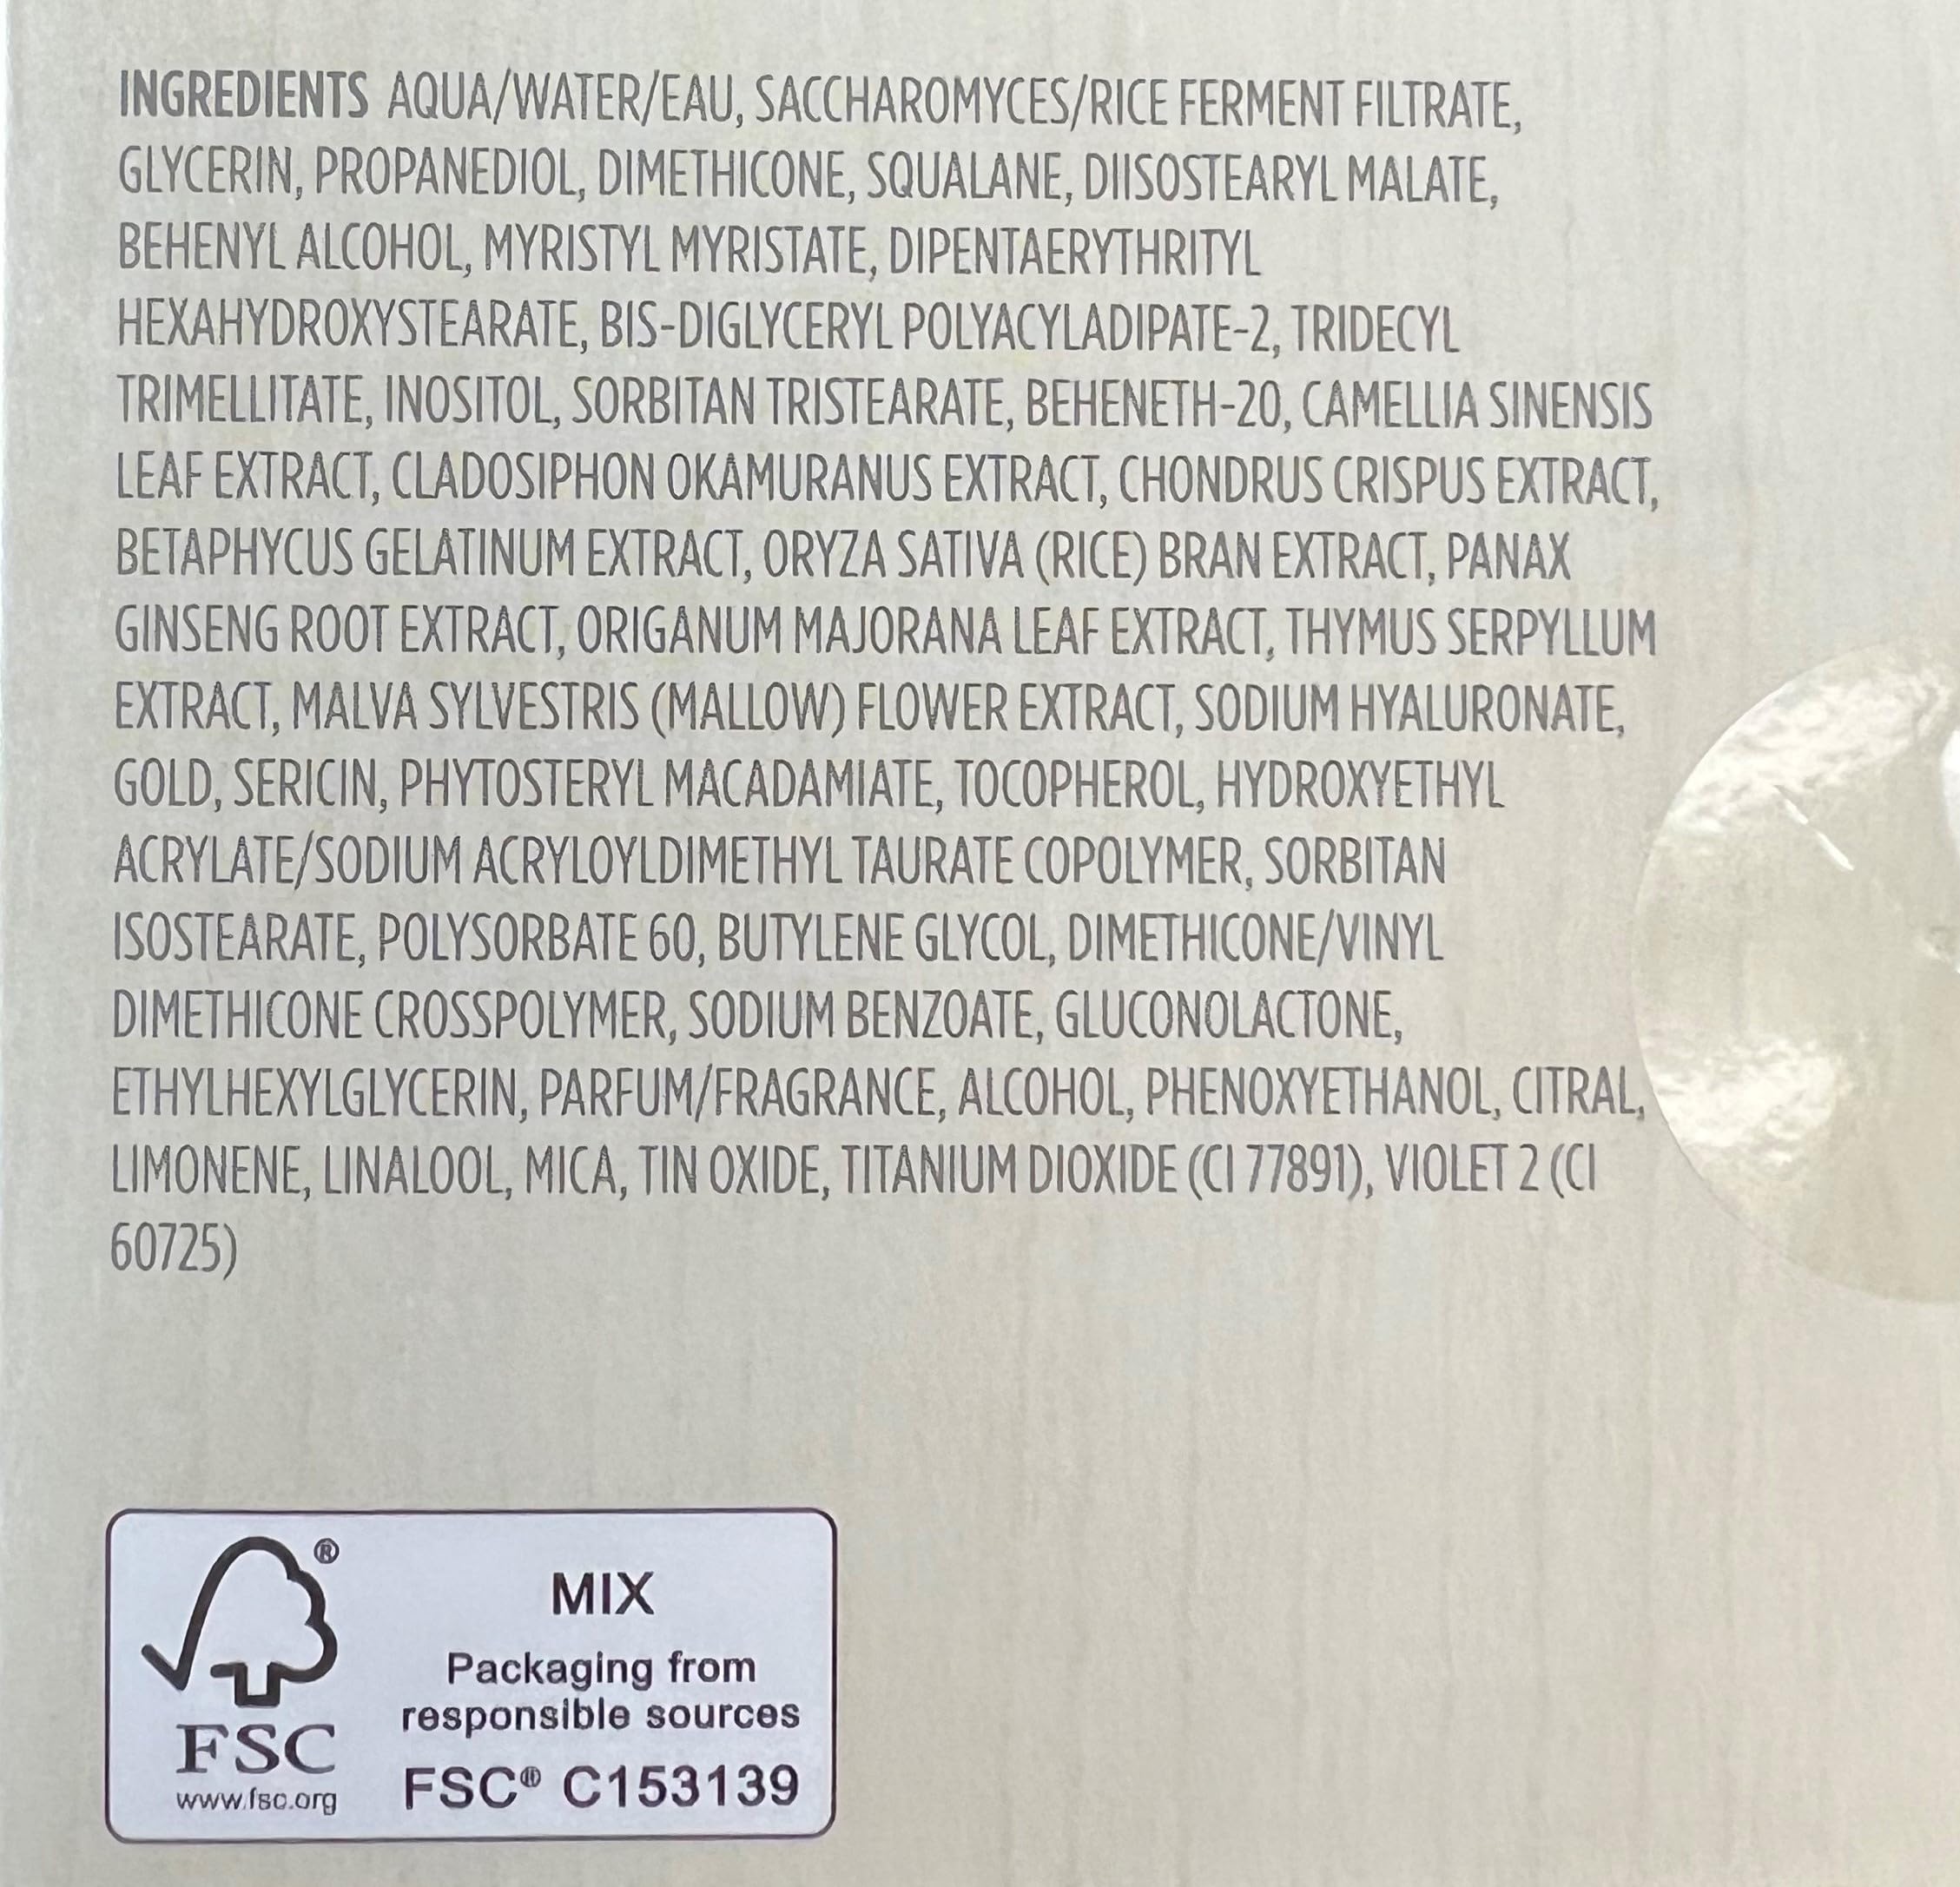 INGREDIENTS AQUA/WATER/EAU, SACCHAROMYCES/RICE FERMENT FILTRATE,
GLYCERIN, PROPANEDIOL, DIMETHICONE, SQUALANE, DIISOSTEARYL MALATE,
BEHENYL ALCOHOL, MYRISTYL MYRISTATE, DIPENTAERYTHRITYL
HEXAHYDROXYSTEARATE, BIS-DIGLYCERYL POLYACYLADIPATE-2, TRIDECYL
TRIMELLITATE, INOSITOL, SORBITAN TRISTEARATE, BEHENETH-20, CAMELLIA SINENSIS
LEAF EXTRACT, CLADOSIPHON OKAMURANUS EXTRACT, CHONDRUS CRISPUS EXTRACT,
BETAPHYCUS GELATINUM EXTRACT, ORYZA SATIVA (RICE) BRAN EXTRACT, PANAX
GINSENG ROOT EXTRACT, ORIGANUM MAJORANA LEAF EXTRACT, THYMUS SERPYLLUM
EXTRACT, MALVA SYLVESTRIS (MALLOW) FLOWER EXTRACT, SODIUM HYALURONATE,
GOLD, SERICIN, PHYTOSTERYL MACADAMIATE, TOCOPHEROL, HYDROXYETHYL
ACRYLATE/SODIUM ACRYLOYLDIMETHYL TAURATE COPOLYMER, SORBITAN
ISOSTEARATE, POLYSORBATE 60, BUTYLENE GLYCOL, DIMETHICONE/VINYL
DIMETHICONE CROSSPOLYMER, SODIUM BENZOATE, GLUCONOLACTONE,
ETHYLHEXYLGLYCERIN, PARFUM/FRAGRANCE, ALCOHOL, PHENOXYETHANOL, CITRAL,
LIMONENE, LINALOOL, MICA, TIN OXIDE, TITANIUM DIOXIDE (CI 77891), VIOLET 2 (CI
60725)
®
FSC
www.fsc.org
MIX
Packaging from
responsible sources
FSC® C153139